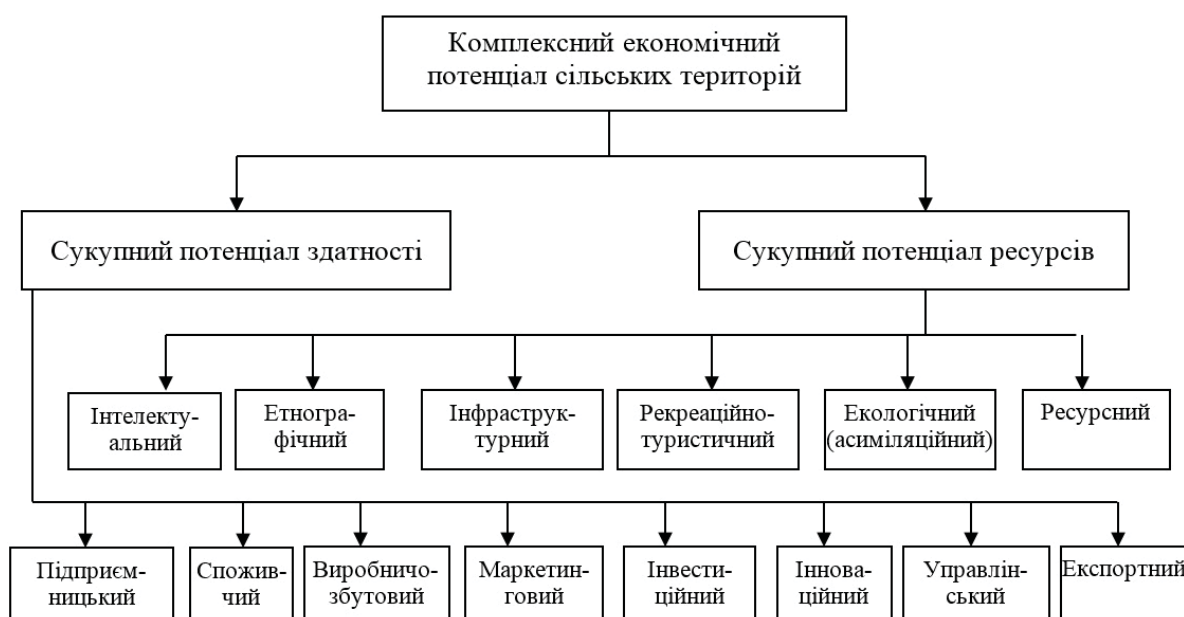 Комплексний економічний
потенціал сільських територій
Сукупний потенціал здатності
Сукупний потенціал ресурсів
Інтелекту-
альний
Етногра-
фічний
Інфраструк-
турний
Рекреаційно-
туристичний
Екологічний
(асиміляційний)
Ресурсний
Підприєм-
ницький
Спожив-
чий
Виробничо-
збутовий
Маркетин-
говий
Інвести-
ційний
Іннова-
ційний
Управлін-
ський
Експортний